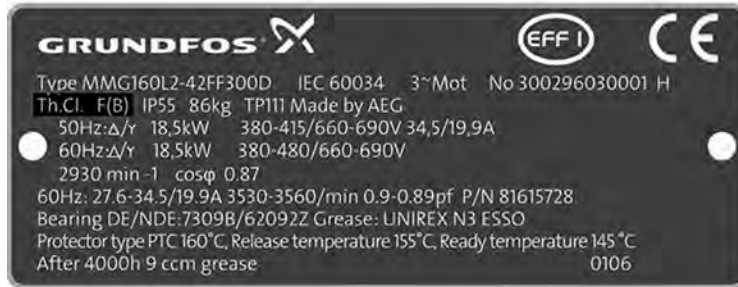 GRUNDFOS
EFF 1 CE
Type MMG160L2-42FF300D IEC 60034 3~Mot No 300296030001 H
Th.Cl. F(B) IP55 86kg TP111 Made by AEG
50Hz:Δ/Y 18,5kW 380-415/660-690V 34,5/19,9A
60Hz:Δ/Y 18,5kW 380-480/660-690V
2930 min -1 cosφ 0.87
60Hz: 27.6-34.5/19.9A 3530-3560/min 0.9-0.89pf P/N 81615728
Bearing DE/NDE:7309B/62092Z Grease: UNIREX N3 ESSO
Protector type PTC 160°C, Release temperature 155°C, Ready temperature 145 °C
After 4000h 9 ccm grease 0106